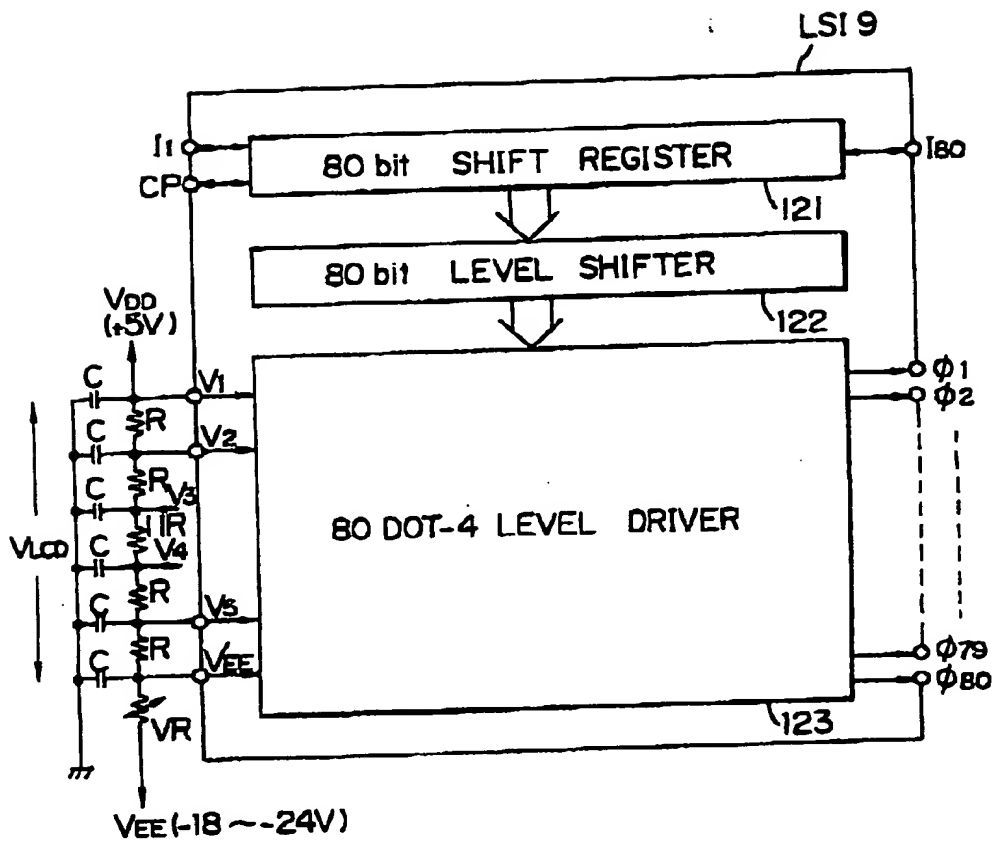 LSI 9
I1
80 bit SHIFT REGISTER
I80
CP
121
80 bit LEVEL SHIFTER
122
VDD
(+5V)
C
V1
φ1
R
φ2
C
V2
C
R
V3
11R
80 DOT-4 LEVEL DRIVER
VLCD
C
V4
R
C
V5
R
φ79
C
VEE
φ80
VR
123
VEE (-18 ~ -24V)